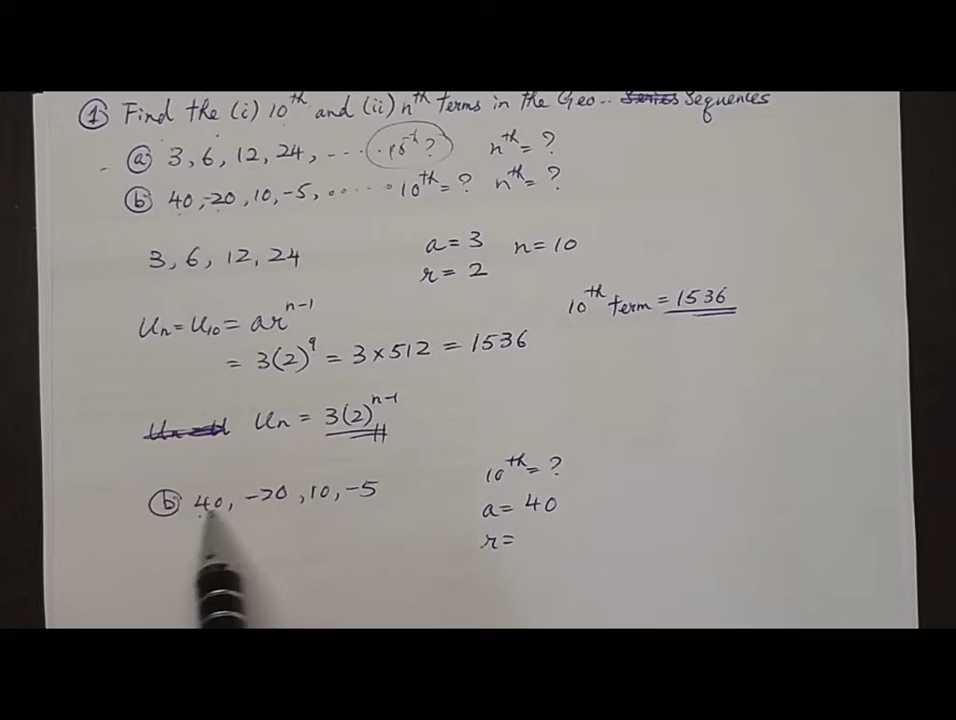 ① Find the (i) 10th and (ii) nth terms in the Geo.. Sequences
ⓐ 3, 6, 12, 24, ..... 10th? nth = ?
ⓑ 40, -20, 10, -5, ...... 10th = ? nth = ?
3, 6, 12, 24 a = 3 n = 10
r = 2
10th term = 1536
Un = U10 = ar^n-1
= 3(2)^9 = 3 × 512 = 1536
Un = 3(2)^n-1
10th = ?
ⓑ 40, -20, 10, -5
a = 40
r =